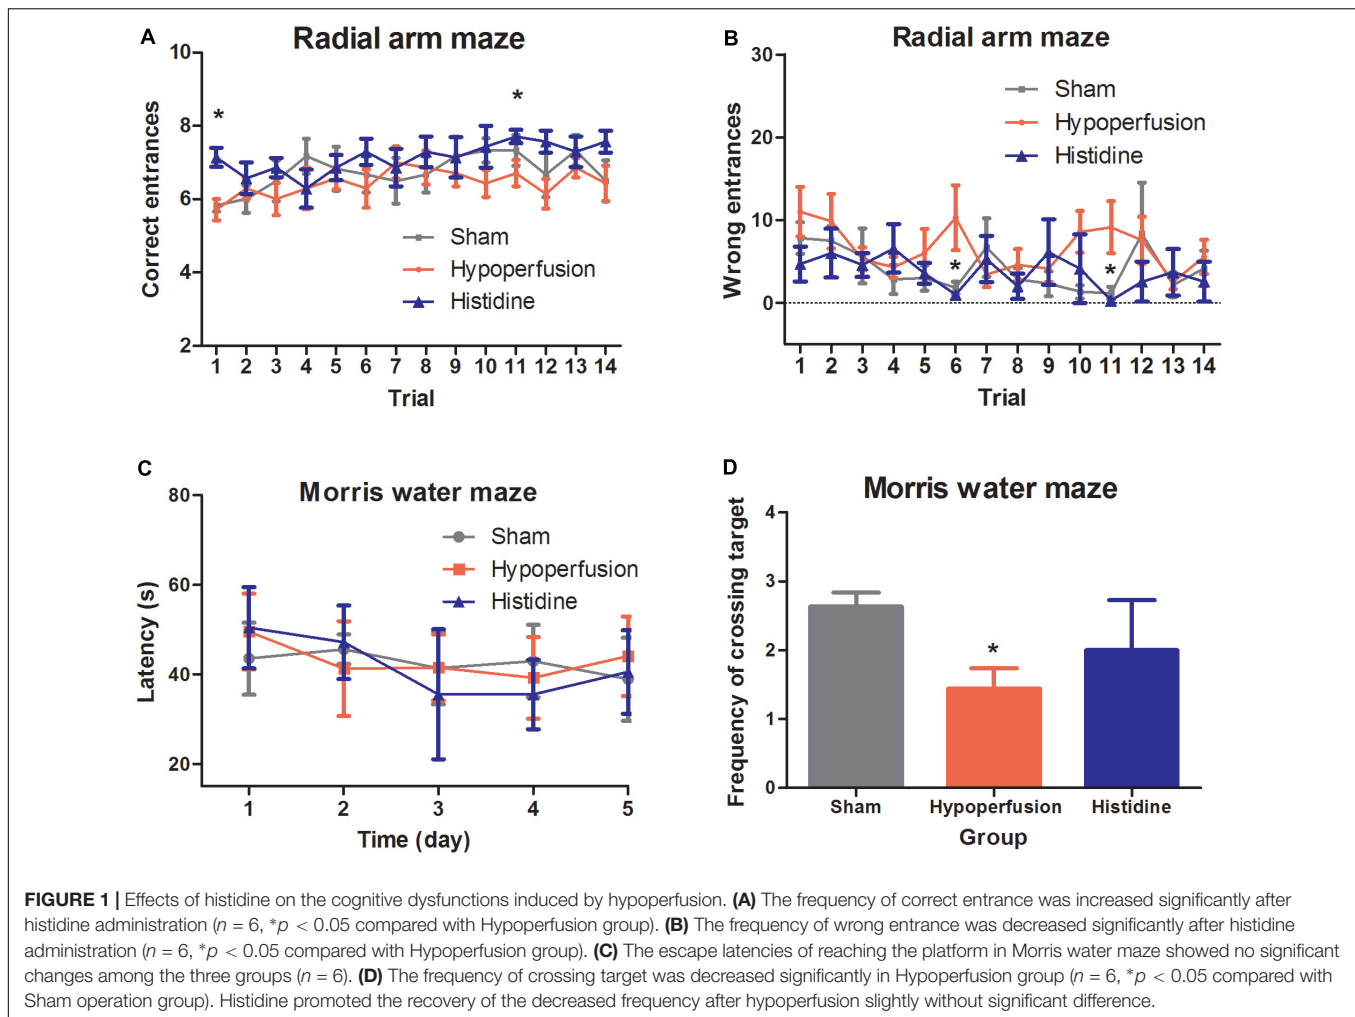 A
Radial arm maze
Correct entrances
10
8
6
4
2
*
*
Sham
Hypoperfusion
Histidine
1 2 3 4 5 6 7 8 9 10 11 12 13 14
Trial
B
Radial arm maze
Wrong entrances
30
20
10
0
Sham
Hypoperfusion
Histidine
*
*
1 2 3 4 5 6 7 8 9 10 11 12 13 14
Trial
C
Morris water maze
Latency (s)
80
60
40
20
Sham
Hypoperfusion
Histidine
1 2 3 4 5
Time (day)
D
Morris water maze
Frequency of crossing target
4
3
2
1
0
*
Sham Hypoperfusion Histidine
Group
FIGURE 1 | Effects of histidine on the cognitive dysfunctions induced by hypoperfusion. (A) The frequency of correct entrance was increased significantly after
histidine administration (n = 6, *p < 0.05 compared with Hypoperfusion group). (B) The frequency of wrong entrance was decreased significantly after histidine
administration (n = 6, *p < 0.05 compared with Hypoperfusion group). (C) The escape latencies of reaching the platform in Morris water maze showed no significant
changes among the three groups (n = 6). (D) The frequency of crossing target was decreased significantly in Hypoperfusion group (n = 6, *p < 0.05 compared with
Sham operation group). Histidine promoted the recovery of the decreased frequency after hypoperfusion slightly without significant difference.